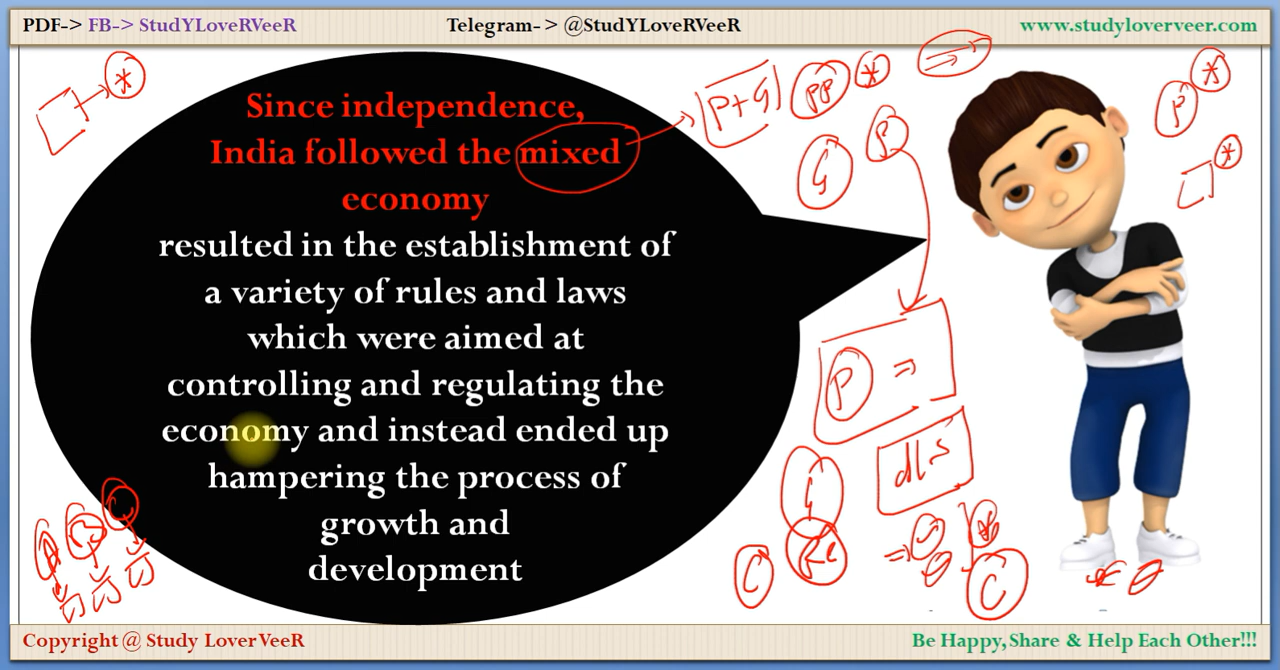 PDF-> FB-> StudYLoveRVeeR
Telegram- > @StudYLoveRVeeR
www.studyloverveer.com
Since independence,
India followed the mixed
economy
resulted in the establishment of
a variety of rules and laws
which were aimed at
controlling and regulating the
economy and instead ended up
hampering the process of
growth and
development
P+G
PP
G
P
P
G
C
C
Copyright @ Study LoverVeeR
Be Happy, Share & Help Each Other!!!